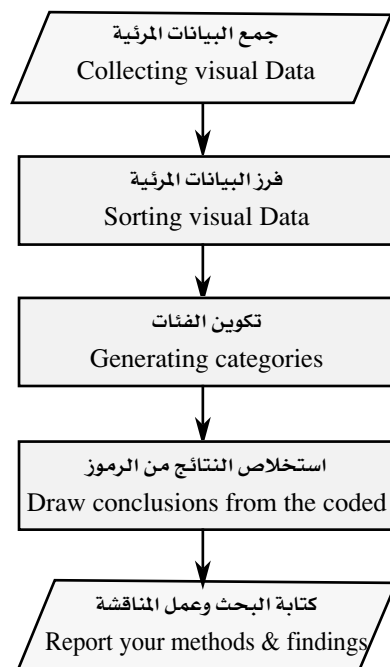 جمع البيانات المرئية
Collecting visual Data
فرز البيانات المرئية
Sorting visual Data
تكوين الفئات
Generating categories
استخلاص النتائج من الرموز
Draw conclusions from the coded
كتابة البحث وعمل المناقشة
Report your methods & findings